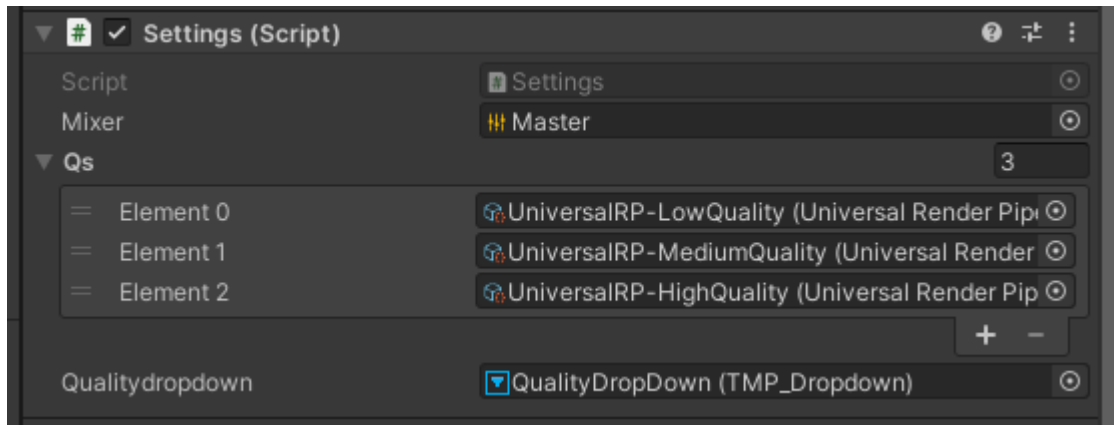 Settings (Script)
Script Settings
Mixer Master
Qs 3
Element 0 UniversalRP-LowQuality (Universal Render Pip
Element 1 UniversalRP-MediumQuality (Universal Render
Element 2 UniversalRP-HighQuality (Universal Render Pip
+ −
Qualitydropdown QualityDropDown (TMP_Dropdown)